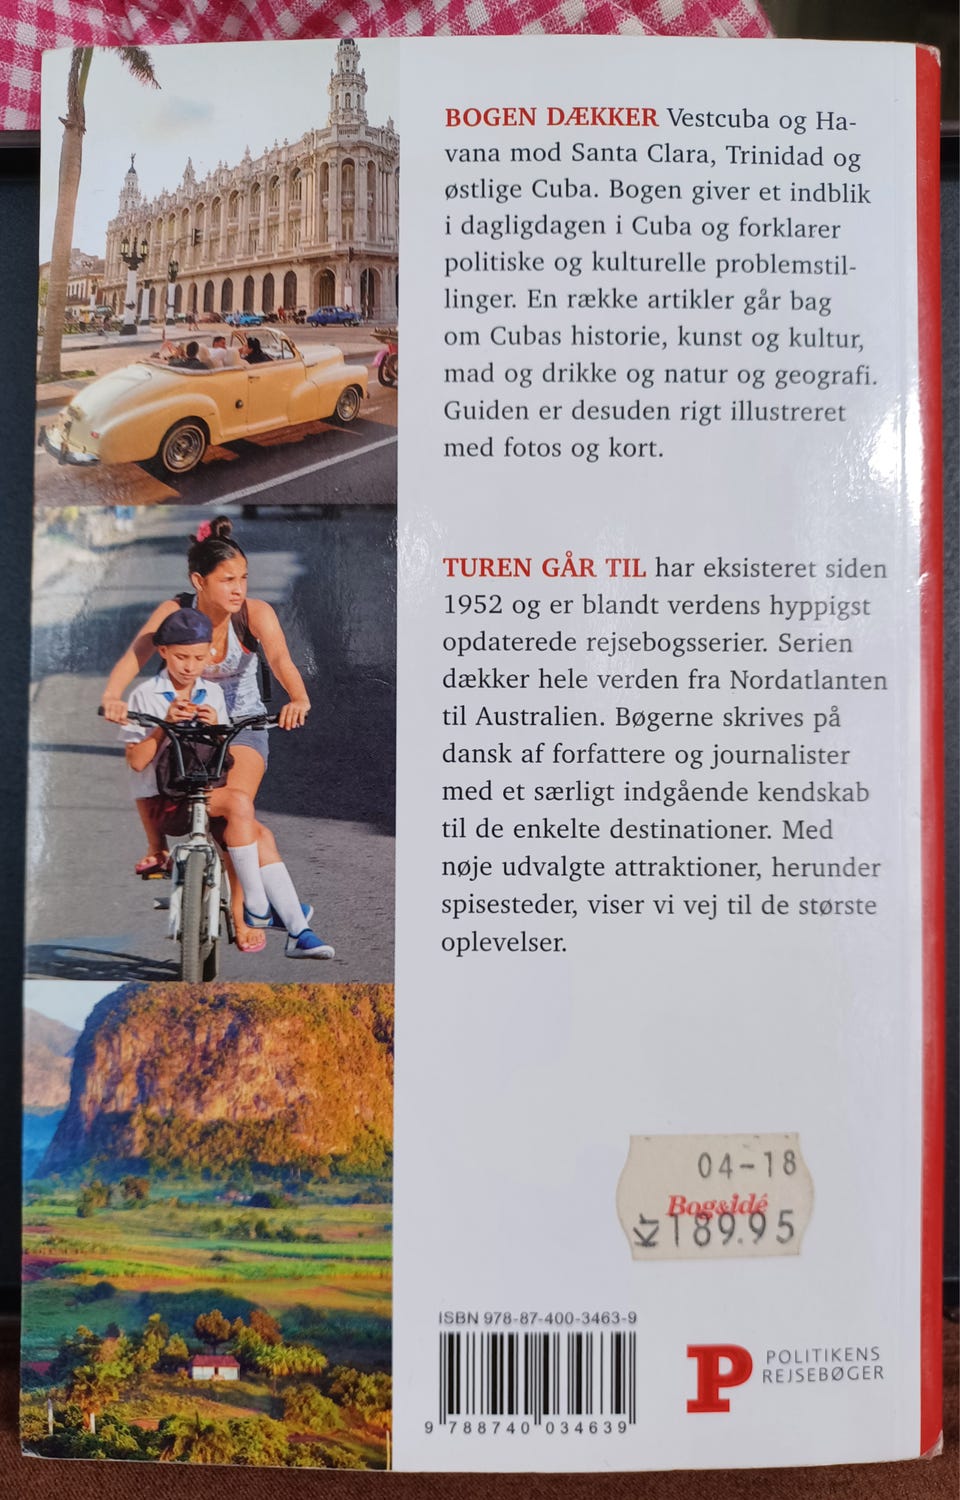 BOGEN DÆKKER Vestcuba og Ha-
vana mod Santa Clara, Trinidad og
østlige Cuba. Bogen giver et indblik
i dagligdagen i Cuba og forklarer
politiske og kulturelle problemstil-
linger. En række artikler går bag
om Cubas historie, kunst og kultur,
mad og drikke og natur og geografi.
Guiden er desuden rigt illustreret
med fotos og kort.
TUREN GÅR TIL har eksisteret siden
1952 og er blandt verdens hyppigst
opdaterede rejsebogsserier. Serien
dækker hele verden fra Nordatlanten
til Australien. Bøgerne skrives på
dansk af forfattere og journalister
med et særligt indgående kendskab
til de enkelte destinationer. Med
nøje udvalgte attraktioner, herunder
spisesteder, viser vi vej til de største
oplevelser.
04-18
Bog&idé
Kr 189.95
ISBN 978-87-400-3463-9
9 788740 034639
P POLITIKENS
REJSEBØGER